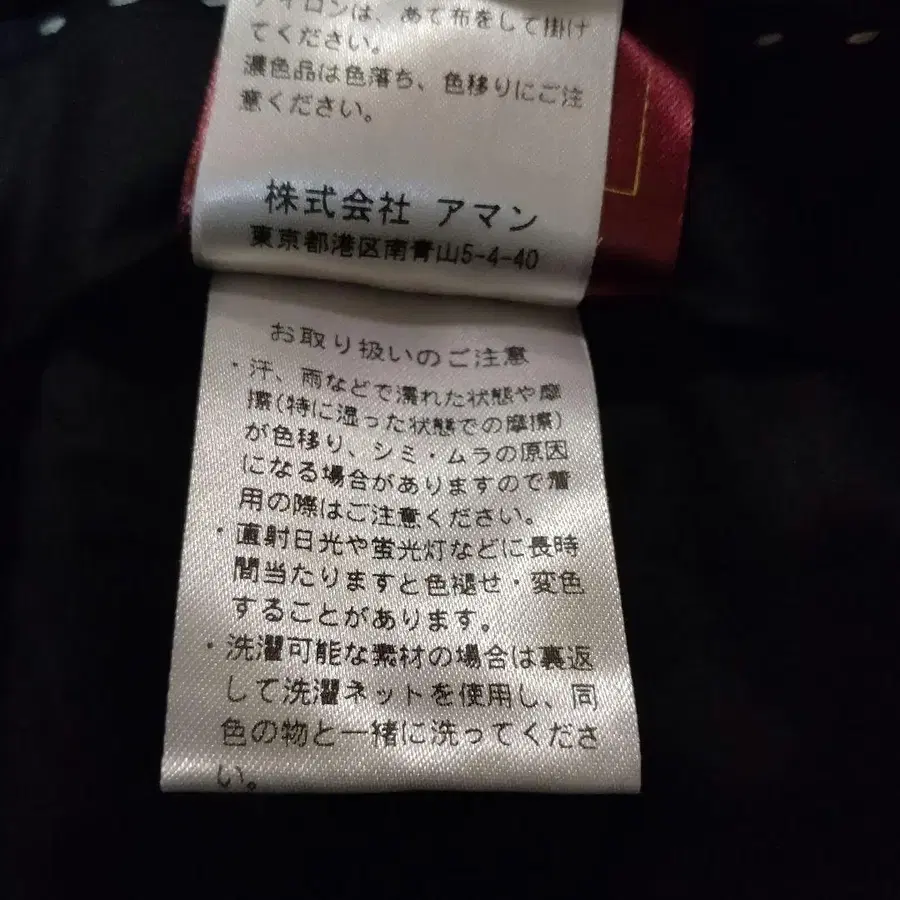 アイロンは、あて布をして掛け
てください。
濃色品は色落ち、色移りにご注
意ください。
株式会社 アマン
東京都港区南青山5-4-40
お取り扱いのご注意
・汗、雨などで濡れた状態や摩
擦(特に湿った状態での摩擦)
が色移り、シミ・ムラの原因
になる場合がありますので着
用の際はご注意ください。
・直射日光や蛍光灯などに長時
間当たりますと色褪せ・変色
することがあります。
・洗濯可能な素材の場合は裏返
して洗濯ネットを使用し、同
色の物と一緒に洗ってくださ
い。